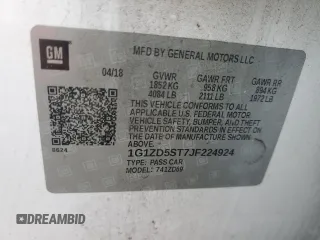 GM
MFD BY GENERAL MOTORS LLC
04/18 GVWR GAWR FRT GAWR RR
1852 KG 958 KG 894 KG
4084 LB 2111 LB 1972 LB
THIS VEHICLE CONFORMS TO ALL
APPLICABLE U.S. FEDERAL MOTOR
VEHICLE SAFETY, BUMPER, AND THEFT
PREVENTION STANDARDS IN EFFECT ON THE
DATE OF MANUFACTURE SHOWN ABOVE.
1G1ZD5ST7JF224924
TYPE: PASS CAR
MODEL: 741ZD69